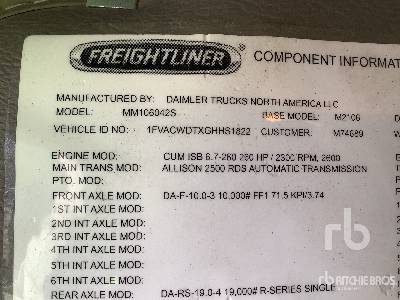 FREIGHTLINER
COMPONENT INFORMAT
MANUFACTURED BY: DAIMLER TRUCKS NORTH AMERICA LLC
MODEL: MM106042S BASE MODEL: M2106
VEHICLE ID NO: 1FVACWDTXGHHS1822 CUSTOMER: M74689
ENGINE MOD: CUM ISB 6.7-260 260 HP / 2300 RPM, 2600
MAIN TRANS MOD: ALLISON 2500 RDS AUTOMATIC TRANSMISSION
PTO. MOD:
FRONT AXLE MOD: DA-F-10.0-3 10,000# FF1 71.5 KPI/3.74
1ST INT AXLE MOD:
2ND INT AXLE MOD:
3RD INT AXLE MOD:
4TH INT AXLE MOD:
5TH INT AXLE MOD:
6TH INT AXLE MOD:
REAR AXLE MOD: DA-RS-19.0-4 19,000# R-SERIES SINGLE
rb
rb
Ritchie Bros.